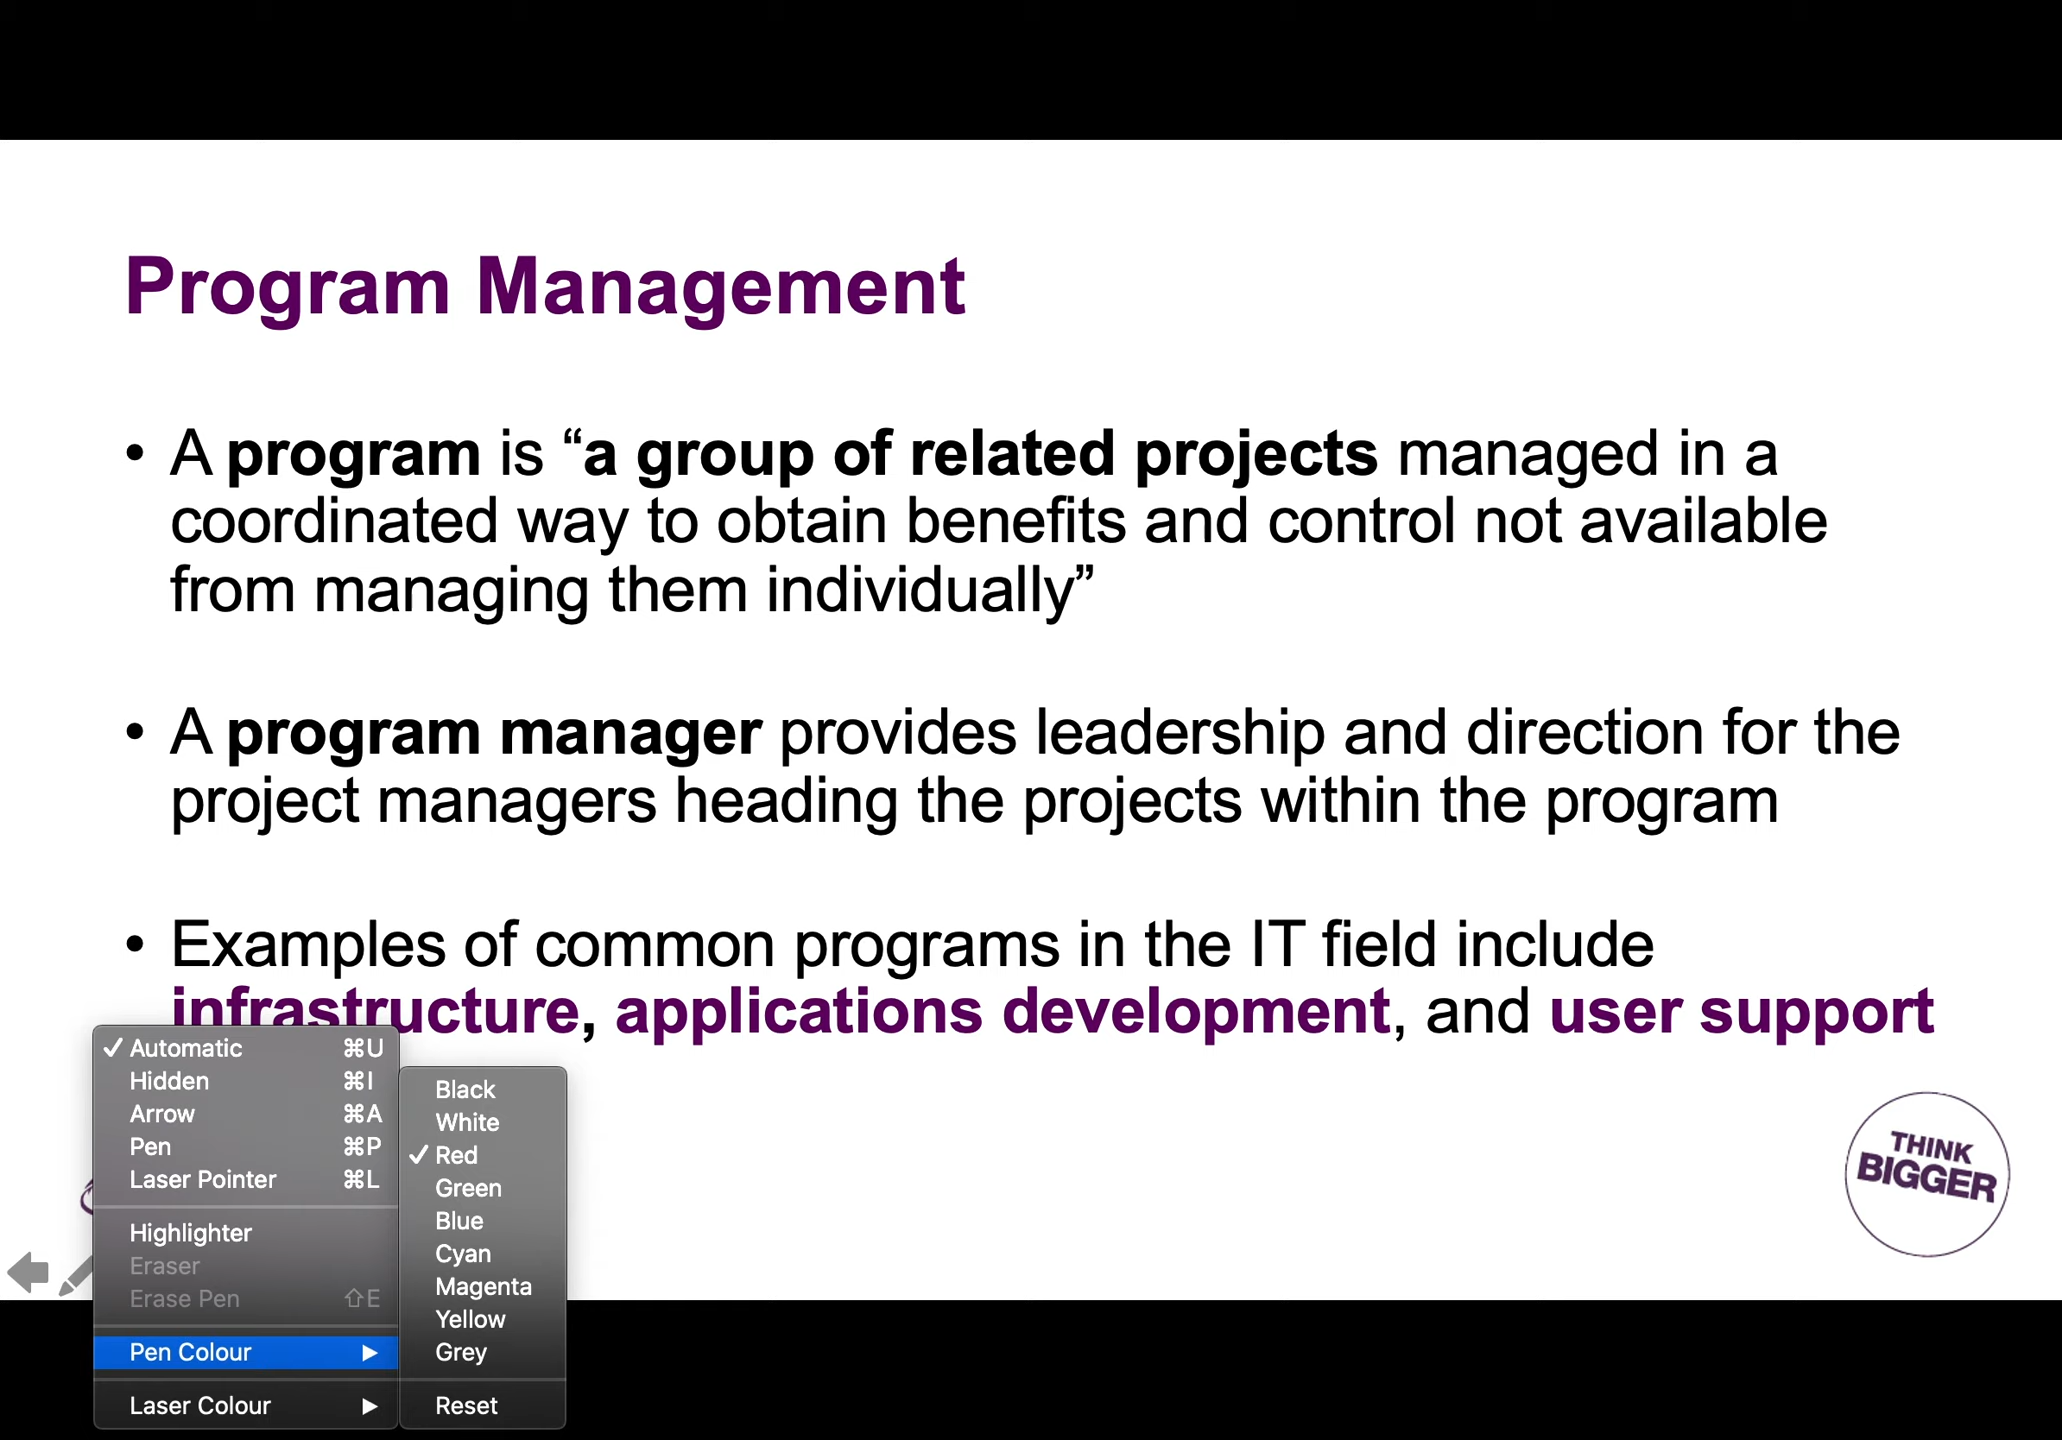 Program Management
• A program is “a group of related projects managed in a
coordinated way to obtain benefits and control not available
from managing them individually”
• A program manager provides leadership and direction for the
project managers heading the projects within the program
• Examples of common programs in the IT field include
infrastructure, applications development, and user support
✓ Automatic ⌘U
Hidden ⌘I
Arrow ⌘A
Pen ⌘P
Laser Pointer ⌘L
Highlighter
Eraser
Erase Pen ⇧E
Pen Colour ▶
Laser Colour ▶
Black
White
✓ Red
Green
Blue
Cyan
Magenta
Yellow
Grey
Reset
THINK
BIGGER